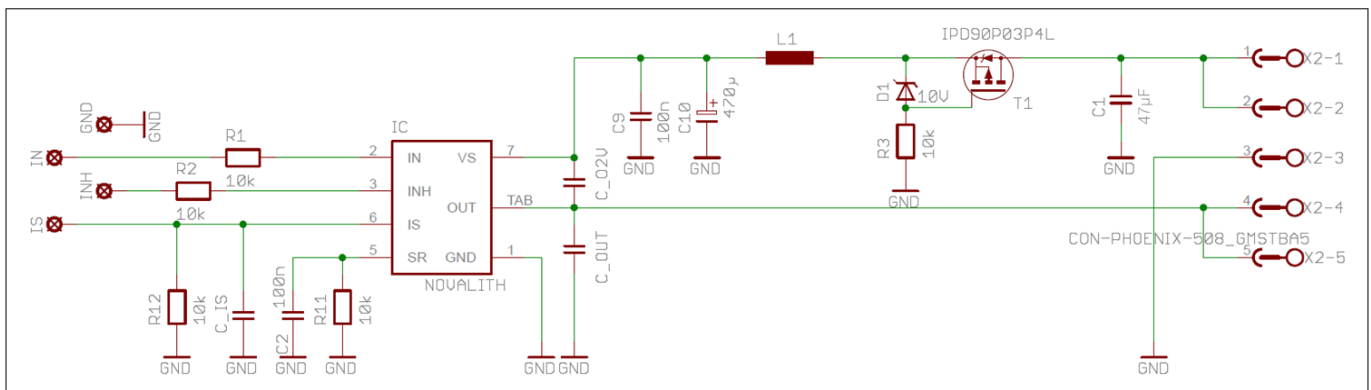 IPD90P03P4L
L1
1
X2-1
D1
10V
T1
C1
47µF
2
X2-2
C9
100n
C10
+
470µ
R3
10k
GND
GND
GND
GND
GND
GND
IC
R1
10k
IN
2
IN
VS
7
C_O2V
3
X2-3
R2
10k
INH
3
INH
OUT
TAB
4
X2-4
IS
6
IS
CON-PHOENIX-508_GMSTBA5
5
SR
GND
1
C_OUT
5
X2-5
NOVALITH
R12
10k
C_IS
100n
C2
R11
10k
GND
GND
GND
GND
GND
GND
GND